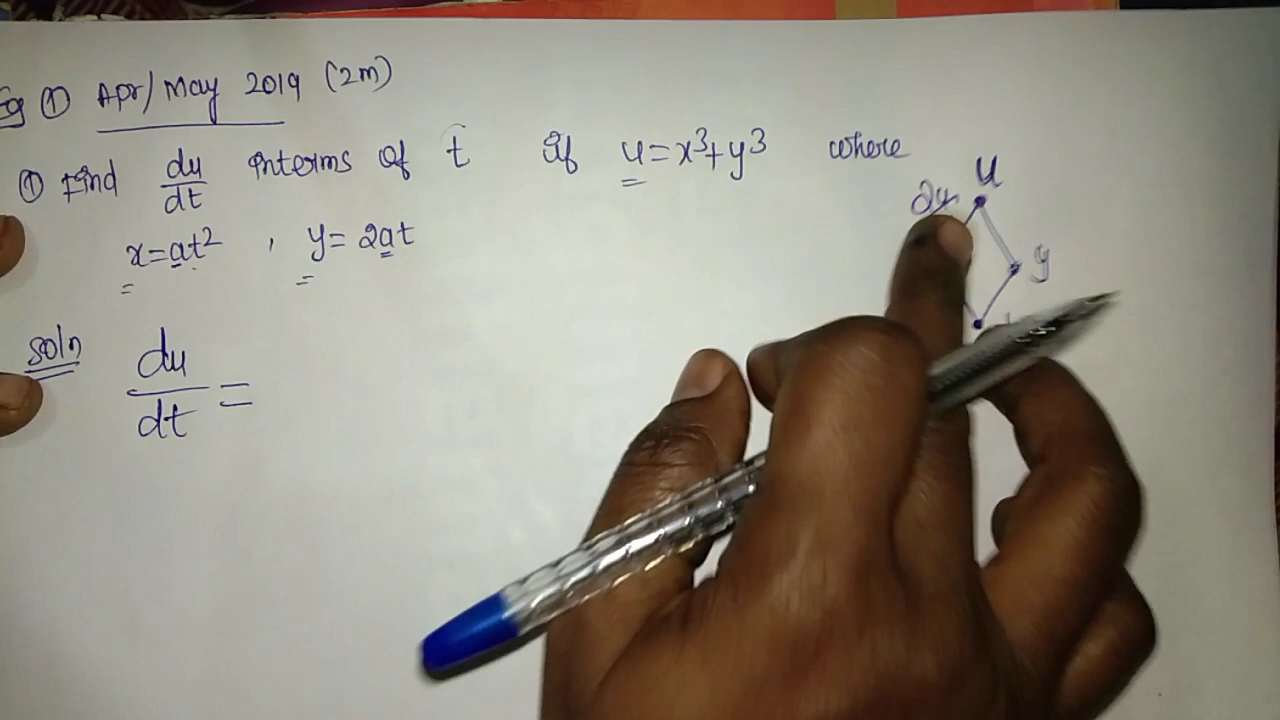 Eg ① Apr/May 2019 (2m)
① Find du/dt interms of t if u=x³+y³ where
x=at² , y=2at
U
∂u
y
Soln du/dt =